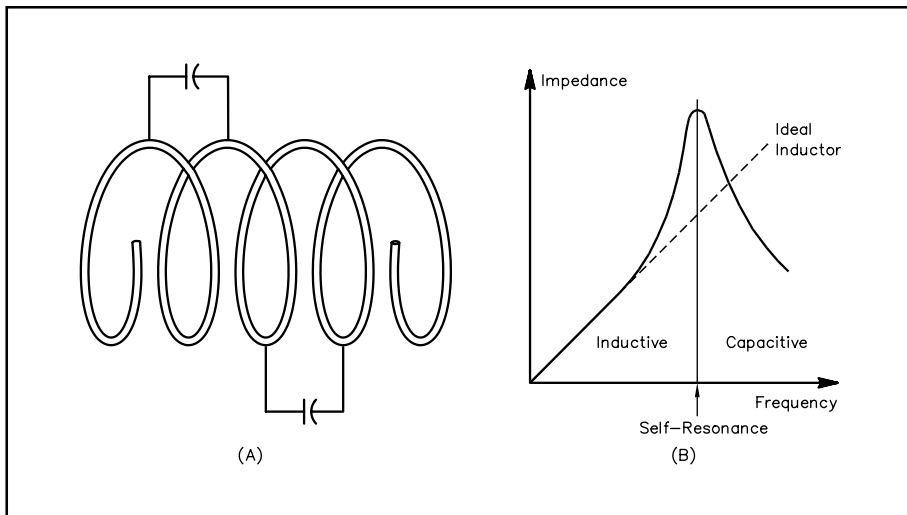 Impedance
Ideal
Inductor
Inductive
Capacitive
Frequency
Self-Resonance
(A)
(B)